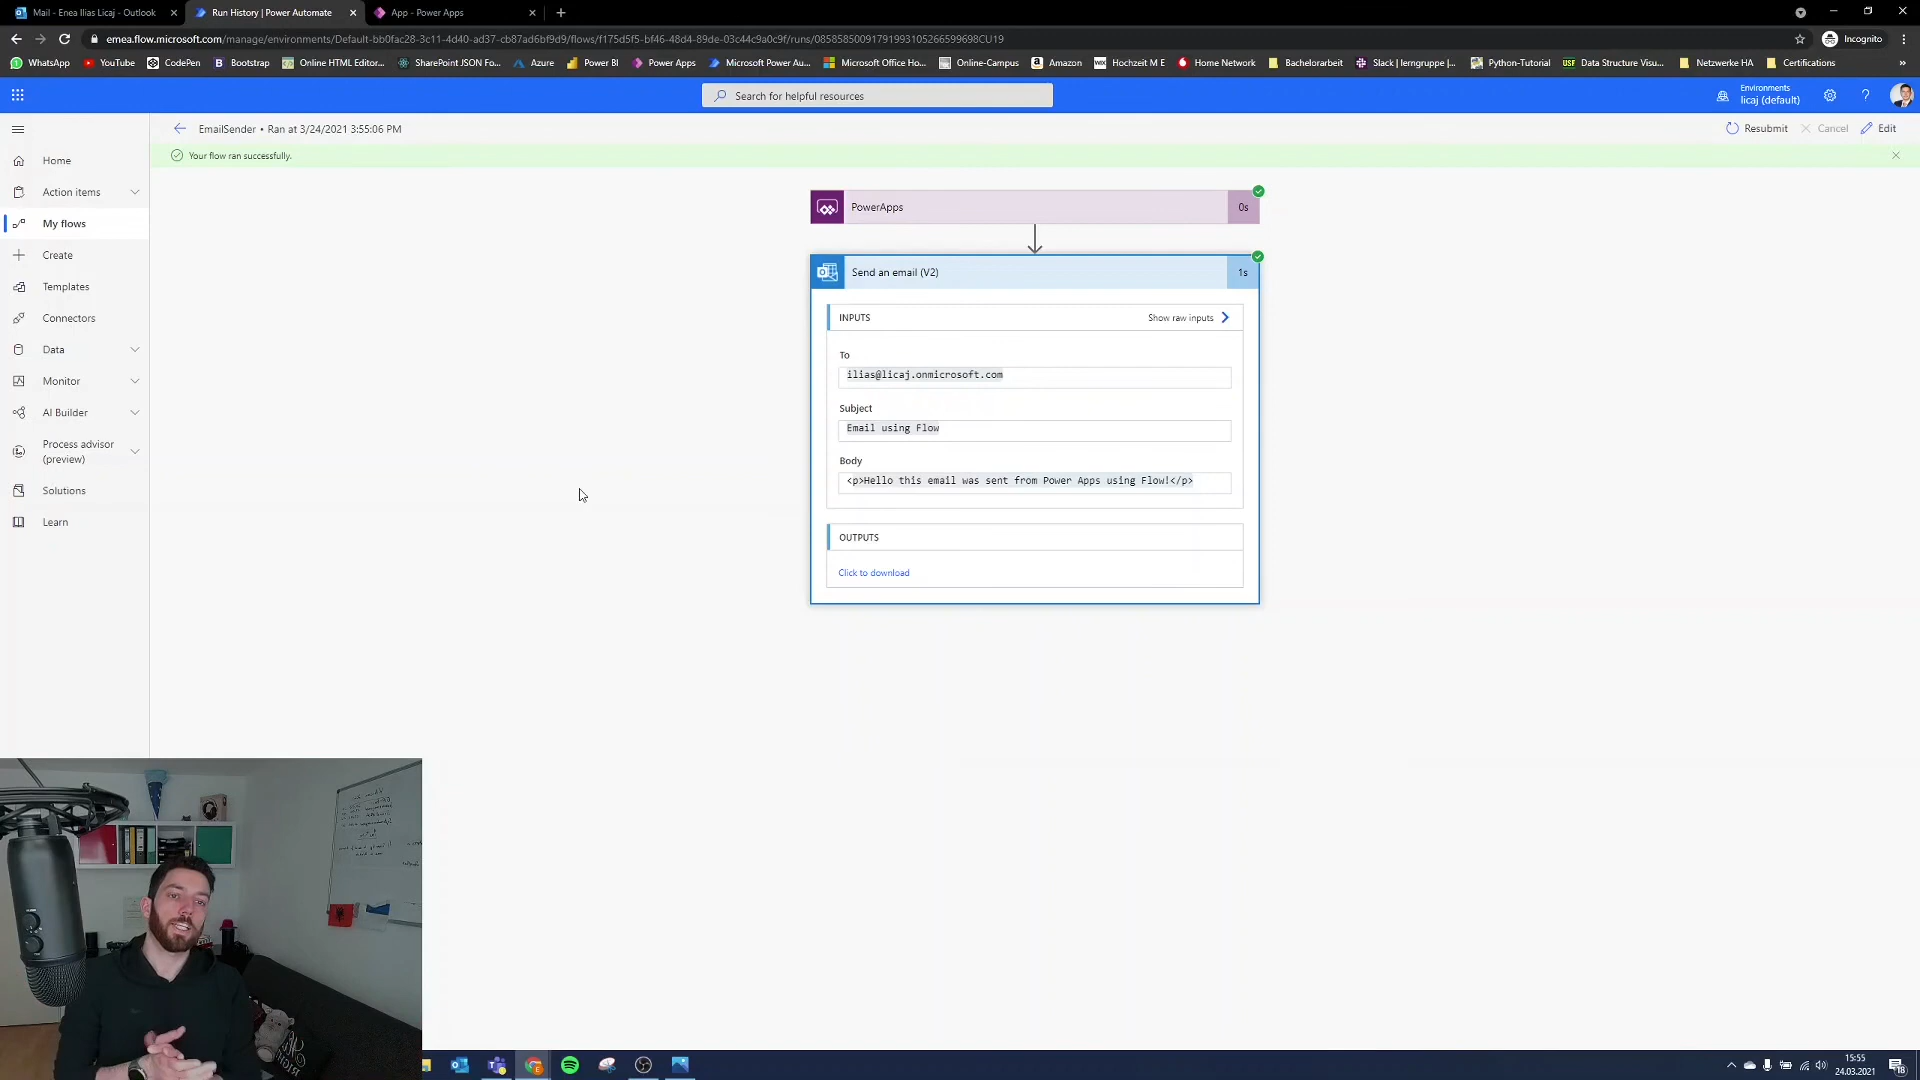 Mail - Enea Ilias Licaj - Outlook
Run History | Power Automate
App - Power Apps
emea.flow.microsoft.com/manage/environments/Default-bb0fac28-3c11-4d40-ad37-cb87ad6bf9d9/flows/f175d5f5-bf46-48d4-89de-03c44c9a0c9f/runs/08585850091791993105266599698CU19
Incognito
WhatsApp
YouTube
CodePen
Bootstrap
Online HTML Editor...
SharePoint JSON Fo...
Azure
Power BI
Power Apps
Microsoft Power Au...
Microsoft Office Ho...
Online-Campus
Amazon
Hochzeit M E
Home Network
Bachelorarbeit
Slack | lerngruppe |...
Python-Tutorial
Data Structure Visu...
Netzwerke HA
Certifications
Search for helpful resources
Environments
licaj (default)
EmailSender • Ran at 3/24/2021 3:55:06 PM
Resubmit
Cancel
Edit
Your flow ran successfully.
Home
Action items
My flows
Create
Templates
Connectors
Data
Monitor
AI Builder
Process advisor
(preview)
Solutions
Learn
PowerApps
0s
Send an email (V2)
1s
INPUTS
Show raw inputs
To
ilias@licaj.onmicrosoft.com
Subject
Email using Flow
Body
<p>Hello this email was sent from Power Apps using Flow!</p>
OUTPUTS
Click to download
15:55
24.03.2021